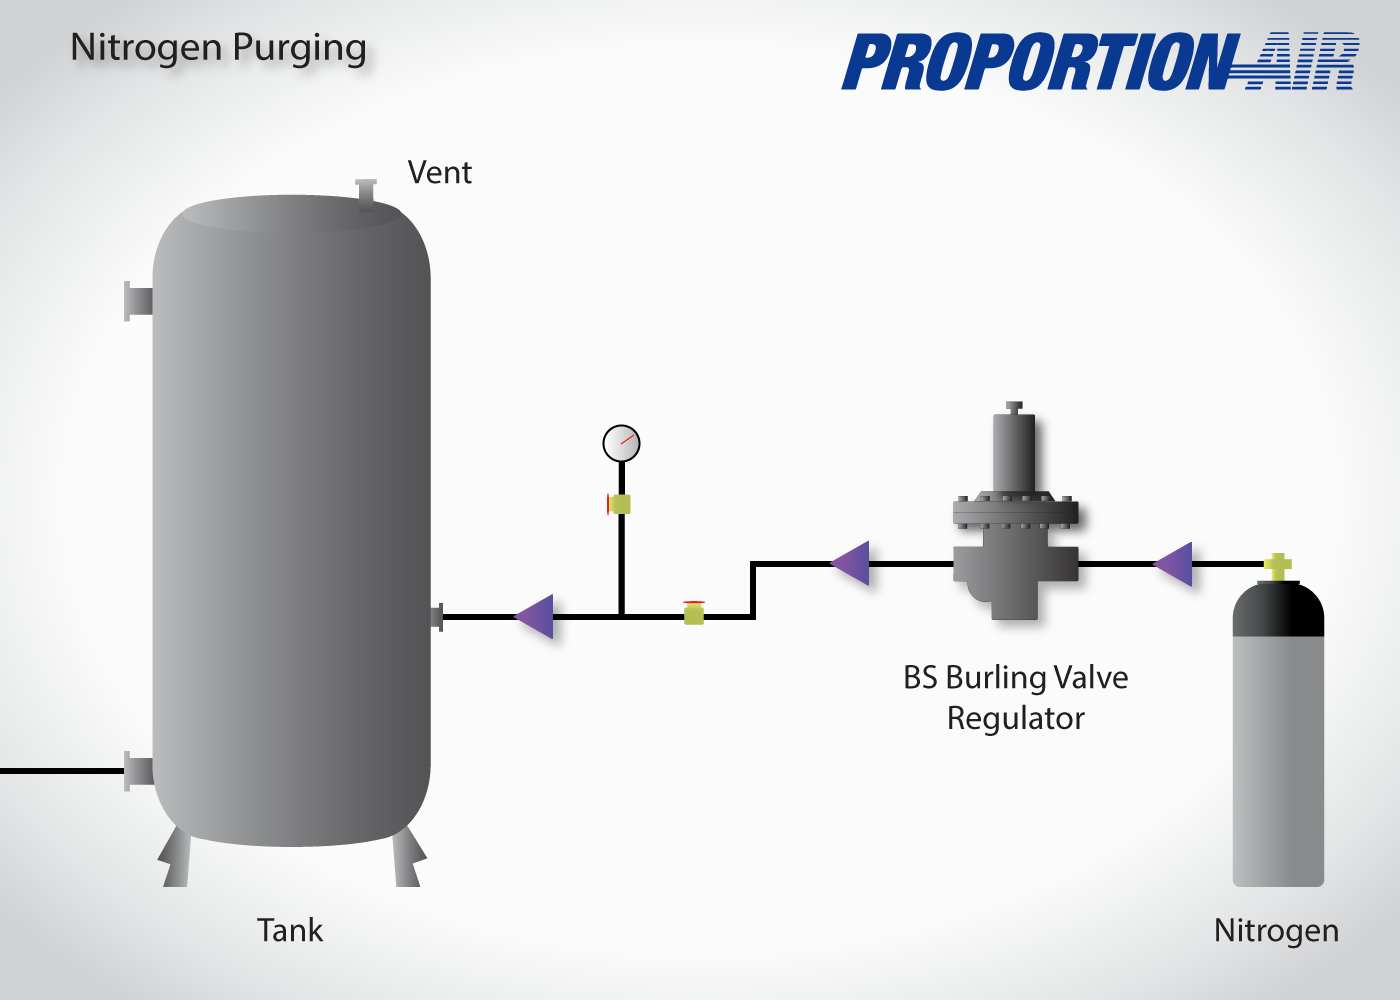 Nitrogen Purging
PROPORTION-AIR
Vent
BS Burling Valve
Regulator
Tank
Nitrogen